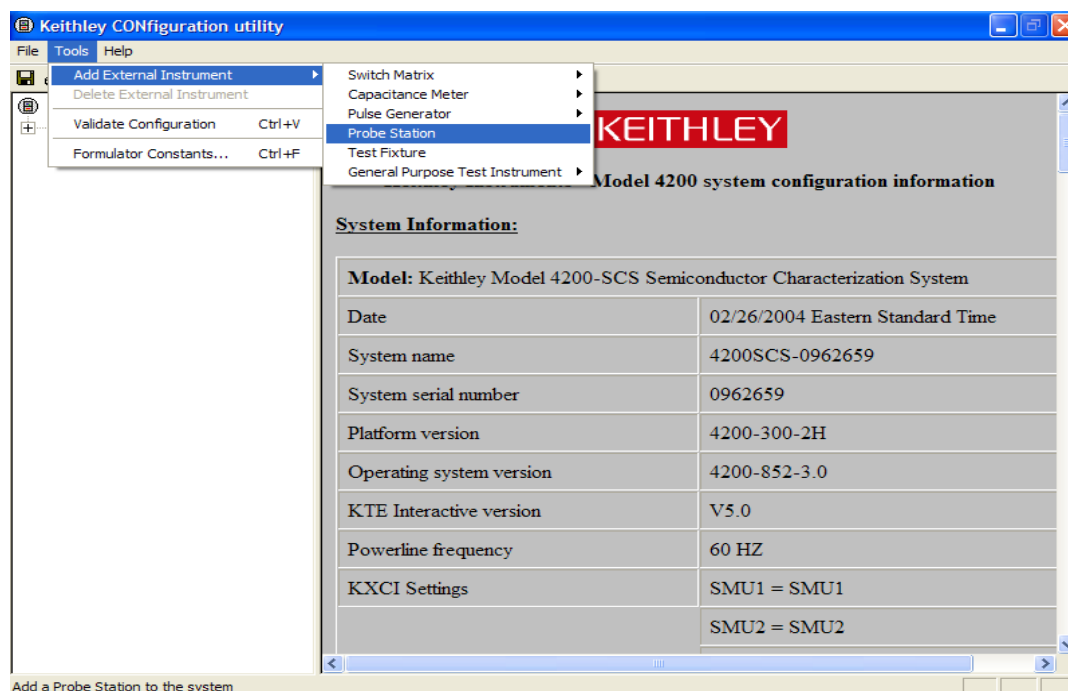 Keithley CONfiguration utility
File Tools Help
Add External Instrument
Delete External Instrument
Validate Configuration Ctrl+V
Formulator Constants... Ctrl+F
Switch Matrix
Capacitance Meter
Pulse Generator
Probe Station
Test Fixture
General Purpose Test Instrument
KEITHLEY
Model 4200 system configuration information
System Information:
Model: Keithley Model 4200-SCS Semiconductor Characterization System
Date 02/26/2004 Eastern Standard Time
System name 4200SCS-0962659
System serial number 0962659
Platform version 4200-300-2H
Operating system version 4200-852-3.0
KTE Interactive version V5.0
Powerline frequency 60 HZ
KXCI Settings SMU1 = SMU1
SMU2 = SMU2
Add a Probe Station to the system